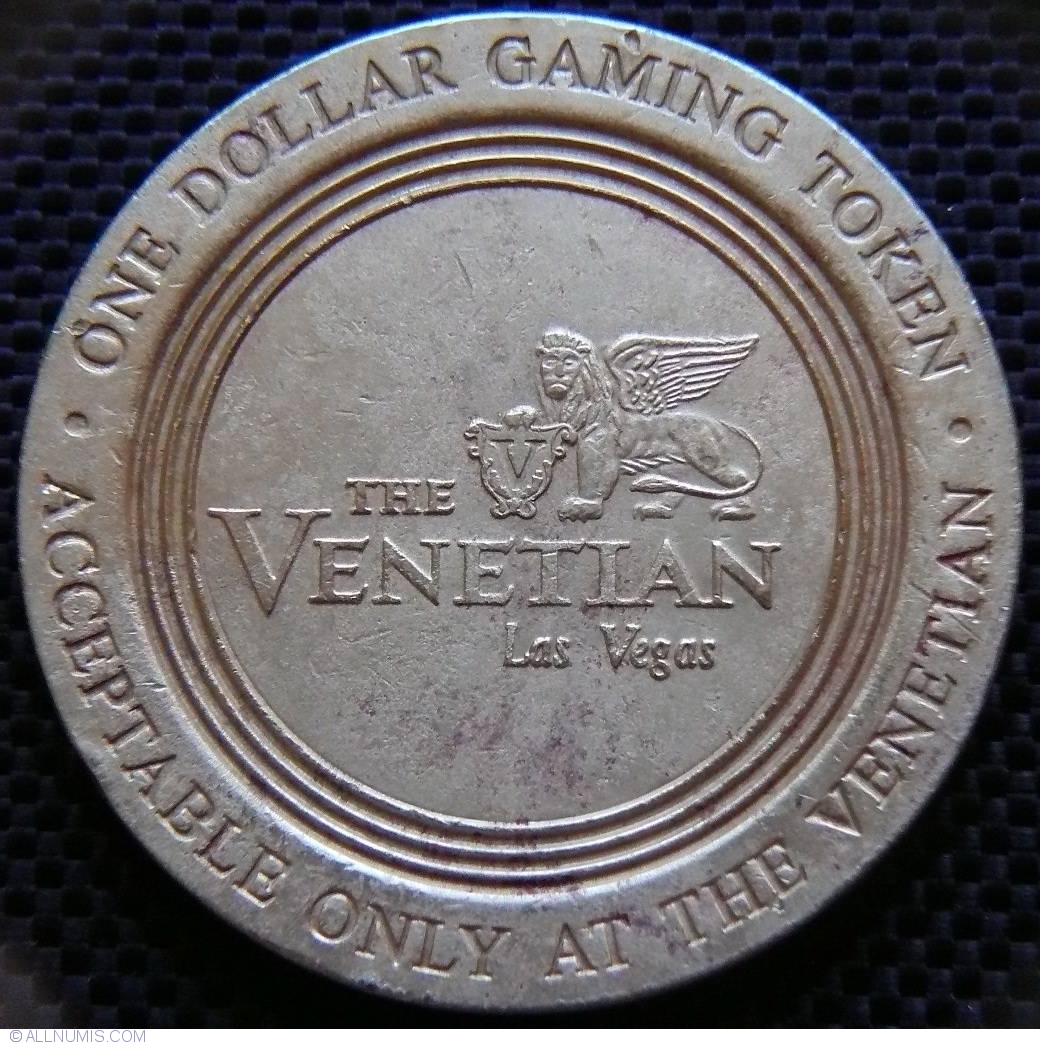 ONE DOLLAR GAMING TOKEN
V
THE
VENETIAN
Las Vegas
ACCEPTABLE ONLY AT THE VENETIAN
© ALLNUMIS.COM